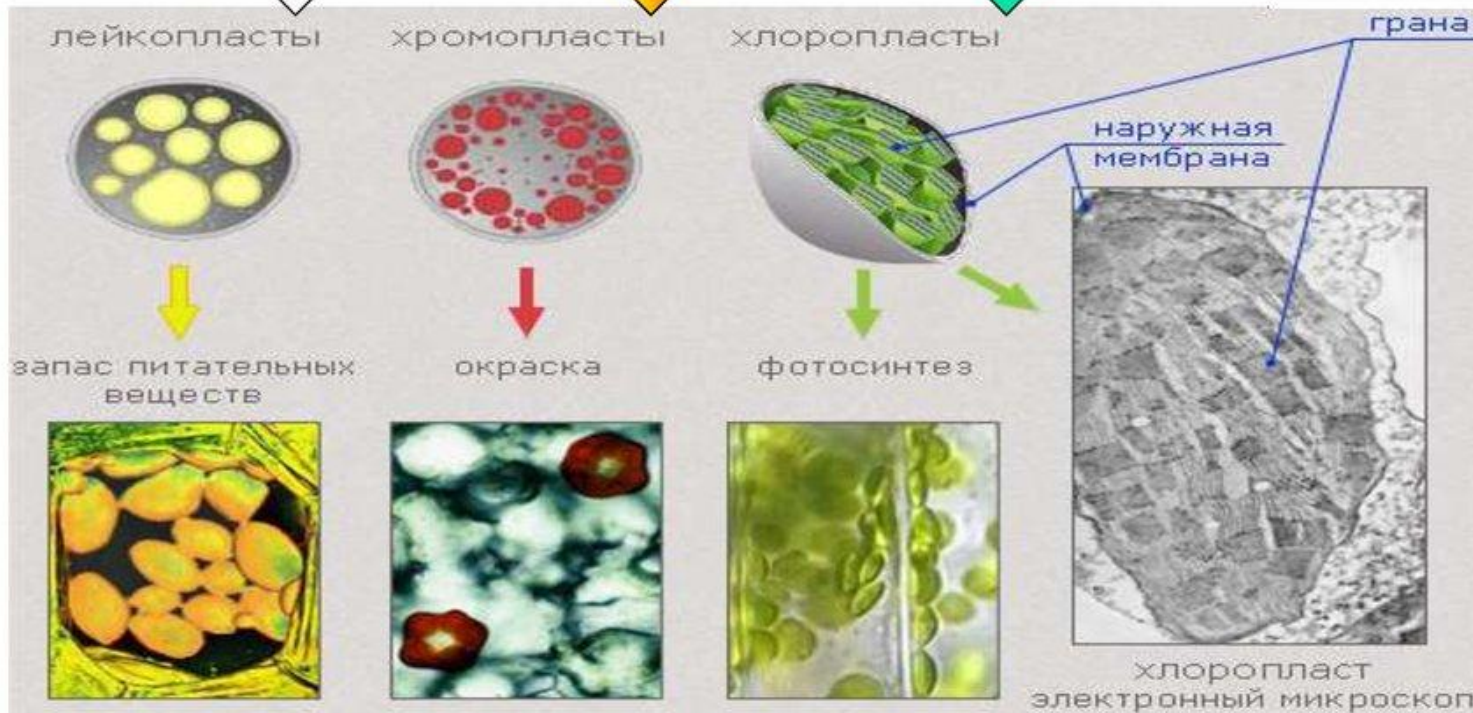 лейкопласты
хромопласты
хлоропласты
грана
наружная
мембрана
запас питательных
веществ
окраска
фотосинтез
хлоропласт
электронный микроскоп